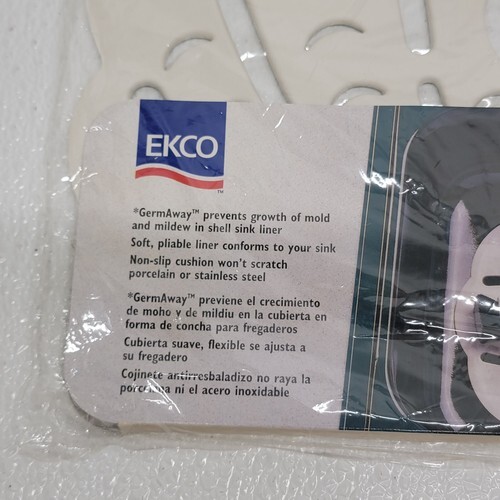 EKCO
™
*GermAway™ prevents growth of mold
and mildew in shell sink liner
Soft, pliable liner conforms to your sink
Non-slip cushion won't scratch
porcelain or stainless steel
*GermAway™ previene el crecimiento
de moho y de mildiu en la cubierta en
forma de concha para fregaderos
Cubierta suave, flexible se ajusta a
su fregadero
Cojinete antirresbaladizo no raya la
porcelana ni el acero inoxidable